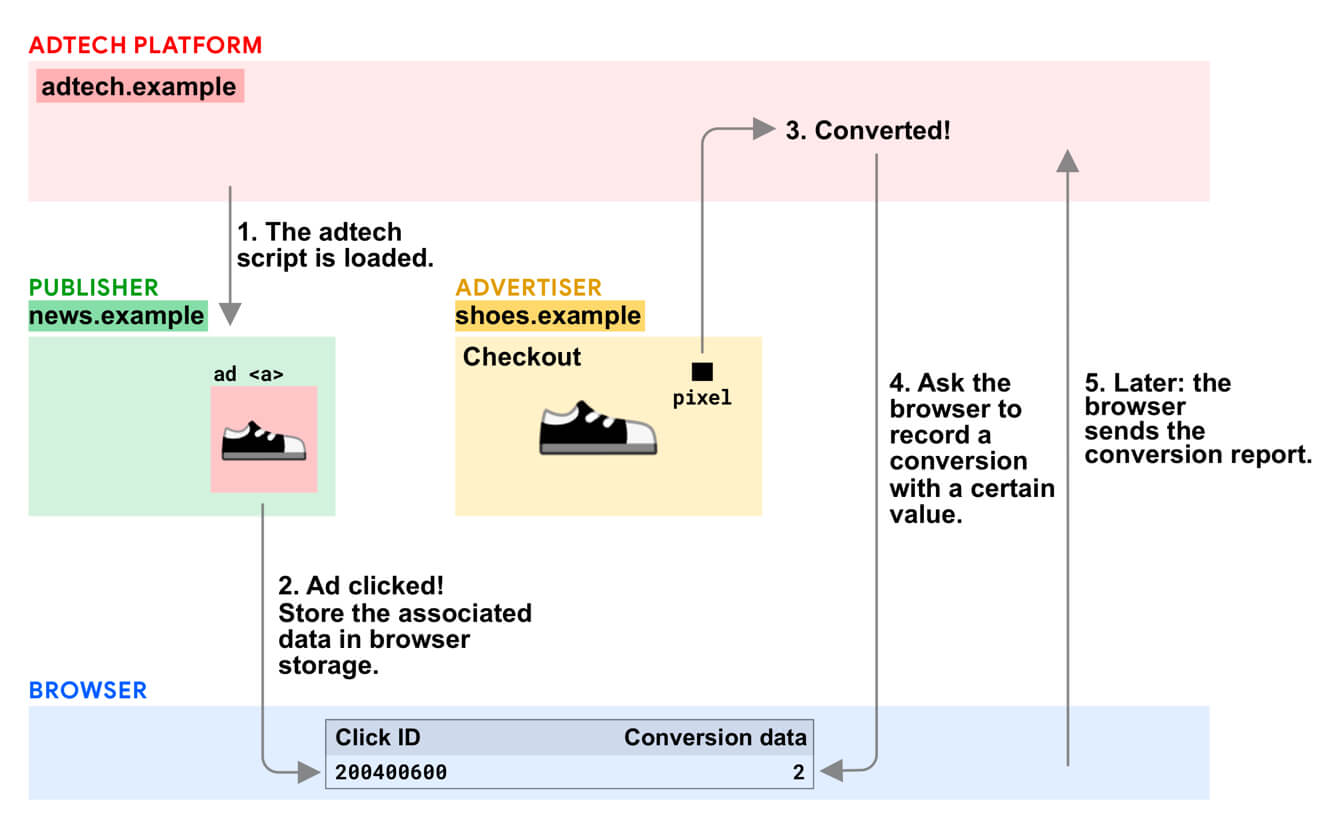 ADTECH PLATFORM
adtech.example
3. Converted!
1. The adtech
script is loaded.
PUBLISHER
news.example
ad <a>
ADVERTISER
shoes.example
Checkout
pixel
4. Ask the
browser to
record a
conversion
with a certain
value.
5. Later: the
browser
sends the
conversion report.
2. Ad clicked!
Store the associated
data in browser
storage.
BROWSER
Click ID Conversion data
200400600 2